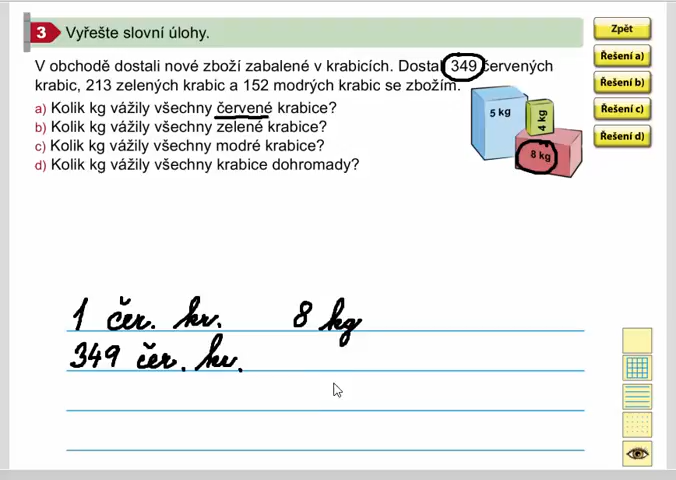 3 Vyřešte slovní úlohy.
V obchodě dostali nové zboží zabalené v krabicích. Dostali 349 červených
krabic, 213 zelených krabic a 152 modrých krabic se zbožím.
a) Kolik kg vážily všechny červené krabice?
b) Kolik kg vážily všechny zelené krabice?
c) Kolik kg vážily všechny modré krabice?
d) Kolik kg vážily všechny krabice dohromady?
5 kg
4 kg
8 kg
Zpět
Řešení a)
Řešení b)
Řešení c)
Řešení d)
1 čer. kr. 8 kg
349 čer. kr.